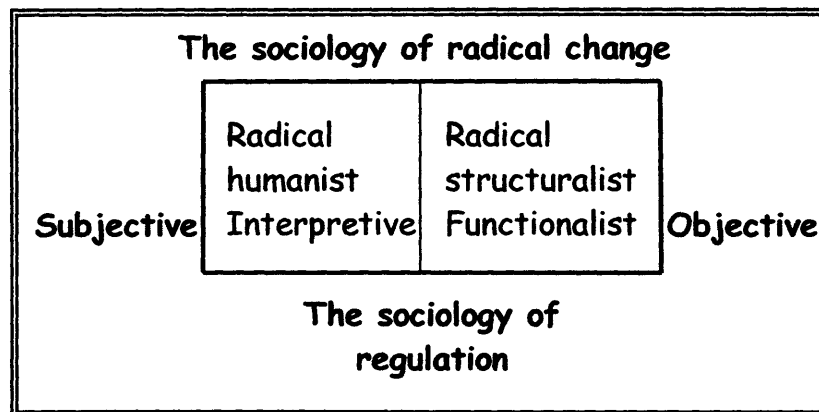 The sociology of radical change
Radical Radical
humanist structuralist
Subjective Interpretive Functionalist Objective
The sociology of
regulation